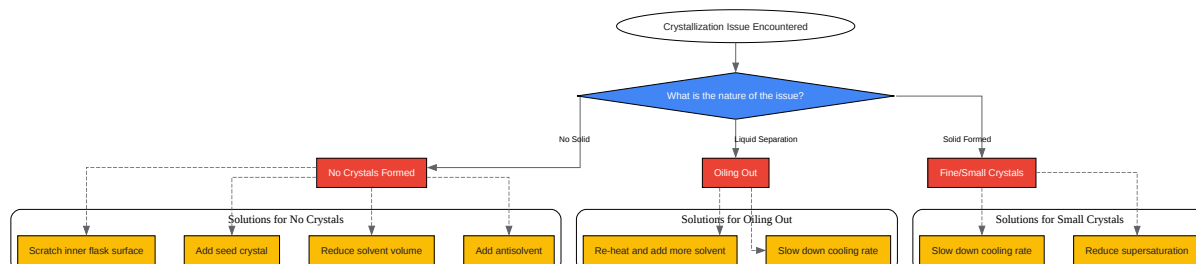 Crystallization Issue Encountered
What is the nature of the issue?
No Solid
Liquid Separation
Solid Formed
No Crystals Formed
Oiling Out
Fine/Small Crystals
Solutions for No Crystals
Solutions for Oiling Out
Solutions for Small Crystals
Scratch inner flask surface
Add seed crystal
Reduce solvent volume
Add antisolvent
Re-heat and add more solvent
Slow down cooling rate
Slow down cooling rate
Reduce supersaturation